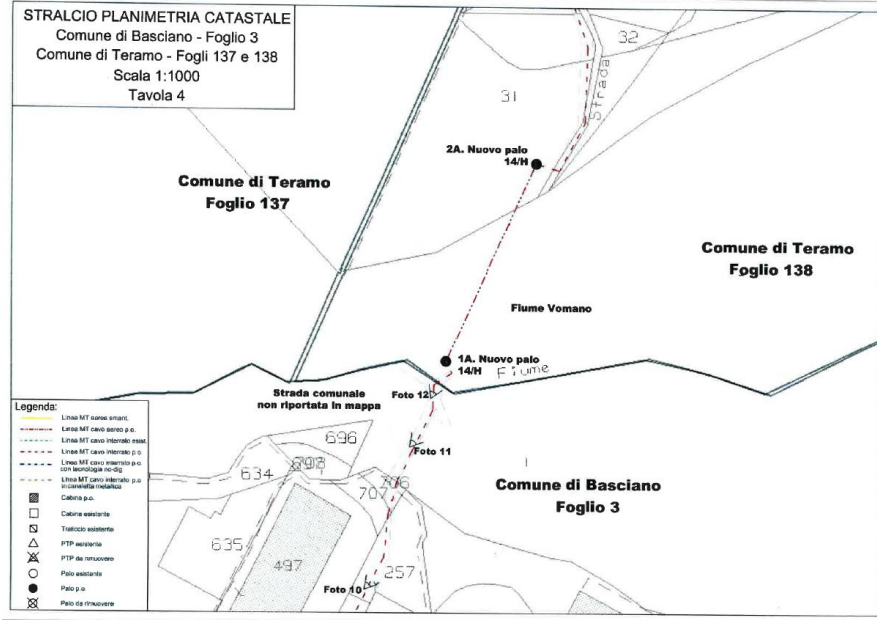 STRALCIO PLANIMETRIA CATASTALE
Comune di Basciano - Foglio 3
Comune di Teramo - Fogli 137 e 138
Scala 1:1000
Tavola 4
32
31
Strada
2A. Nuovo palo
14/H
Comune di Teramo
Foglio 137
Comune di Teramo
Foglio 138
Fiume Vomano
1A. Nuovo palo
14/H
Fiume
Strada comunale
non riportata in mappa
Foto 12
Foto 11
696
634
706
707
Comune di Basciano
Foglio 3
635
497
257
Foto 10
Legenda:
Linea MT aerea smant.
Linea MT cavo aereo p.o.
Linea MT cavo interrato esist.
Linea MT cavo interrato p.o.
Linea MT cavo interrato p.o.
con tecnologia no-dig
Linea MT cavo interrato p.o.
in canaletta metallica
Cabina p.o.
Cabina esistente
Traliccio esistente
PTP esistente
PTP da rimuovere
Palo esistente
Palo p.o.
Palo da rimuovere